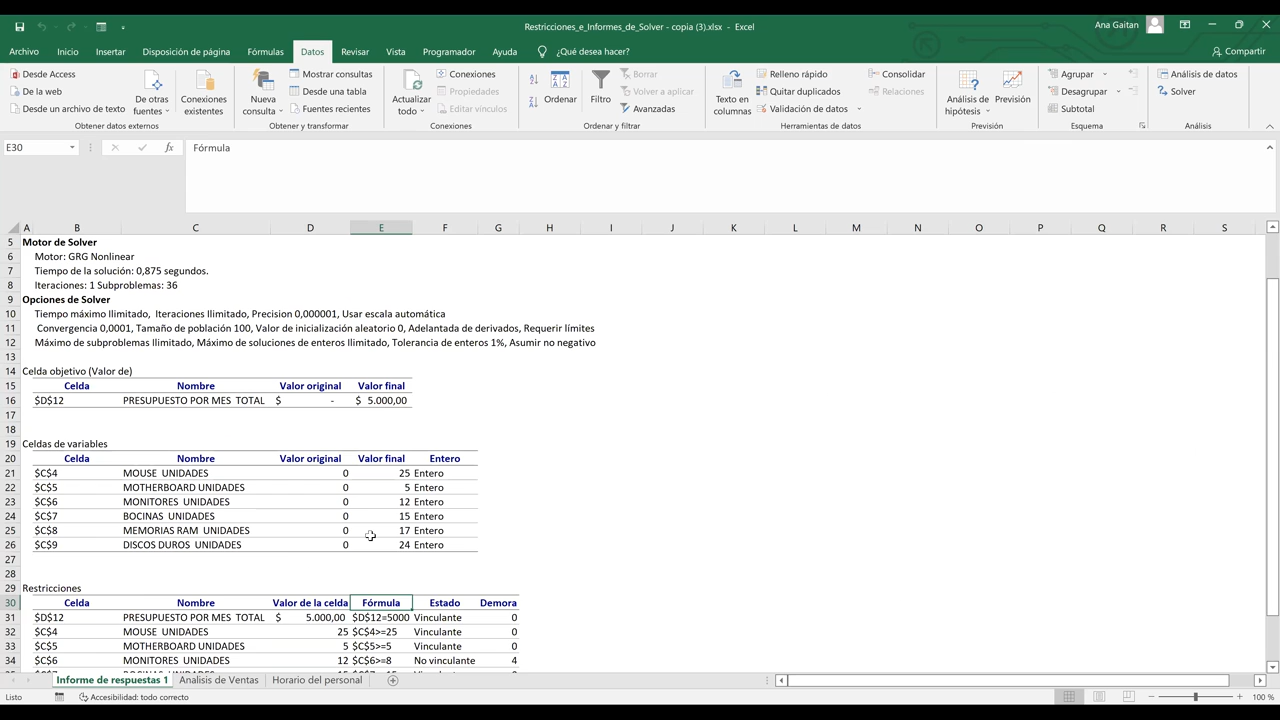 Restricciones_e_Informes_de_Solver - copia (3).xlsx - Excel
Ana Gaitan
Archivo Inicio Insertar Disposición de página Fórmulas Datos Revisar Vista Programador Ayuda ¿Qué desea hacer? Compartir
Desde Access
De la web
Desde un archivo de texto
De otras fuentes
Conexiones existentes
Obtener datos externos
Nueva consulta
Mostrar consultas
Desde una tabla
Fuentes recientes
Obtener y transformar
Actualizar todo
Conexiones
Propiedades
Editar vínculos
Conexiones
Ordenar
Filtro
Borrar
Volver a aplicar
Avanzadas
Ordenar y filtrar
Texto en columnas
Relleno rápido
Quitar duplicados
Validación de datos
Consolidar
Relaciones
Herramientas de datos
Análisis de hipótesis
Previsión
Previsión
Agrupar
Desagrupar
Subtotal
Esquema
Análisis de datos
Solver
Análisis
E30 fx Fórmula
A B C D E F G H I J K L M N O P Q R S
5 Motor de Solver
6 Motor: GRG Nonlinear
7 Tiempo de la solución: 0,875 segundos.
8 Iteraciones: 1 Subproblemas: 36
9 Opciones de Solver
10 Tiempo máximo Ilimitado, Iteraciones Ilimitado, Precision 0,000001, Usar escala automática
11 Convergencia 0,0001, Tamaño de población 100, Valor de inicialización aleatorio 0, Adelantada de derivados, Requerir límites
12 Máximo de subproblemas Ilimitado, Máximo de soluciones de enteros Ilimitado, Tolerancia de enteros 1%, Asumir no negativo
13
14 Celda objetivo (Valor de)
15 Celda Nombre Valor original Valor final
16 $D$12 PRESUPUESTO POR MES TOTAL $ - $ 5.000,00
17
18
19 Celdas de variables
20 Celda Nombre Valor original Valor final Entero
21 $C$4 MOUSE UNIDADES 0 25 Entero
22 $C$5 MOTHERBOARD UNIDADES 0 5 Entero
23 $C$6 MONITORES UNIDADES 0 12 Entero
24 $C$7 BOCINAS UNIDADES 0 15 Entero
25 $C$8 MEMORIAS RAM UNIDADES 0 17 Entero
26 $C$9 DISCOS DUROS UNIDADES 0 24 Entero
27
28
29 Restricciones
30 Celda Nombre Valor de la celda Fórmula Estado Demora
31 $D$12 PRESUPUESTO POR MES TOTAL $ 5.000,00 $D$12=5000 Vinculante 0
32 $C$4 MOUSE UNIDADES 25 $C$4>=25 Vinculante 0
33 $C$5 MOTHERBOARD UNIDADES 5 $C$5>=5 Vinculante 0
34 $C$6 MONITORES UNIDADES 12 $C$6>=8 No vinculante 4
Informe de respuestas 1 Analisis de Ventas Horario del personal
Listo Accesibilidad: todo correcto 100 %